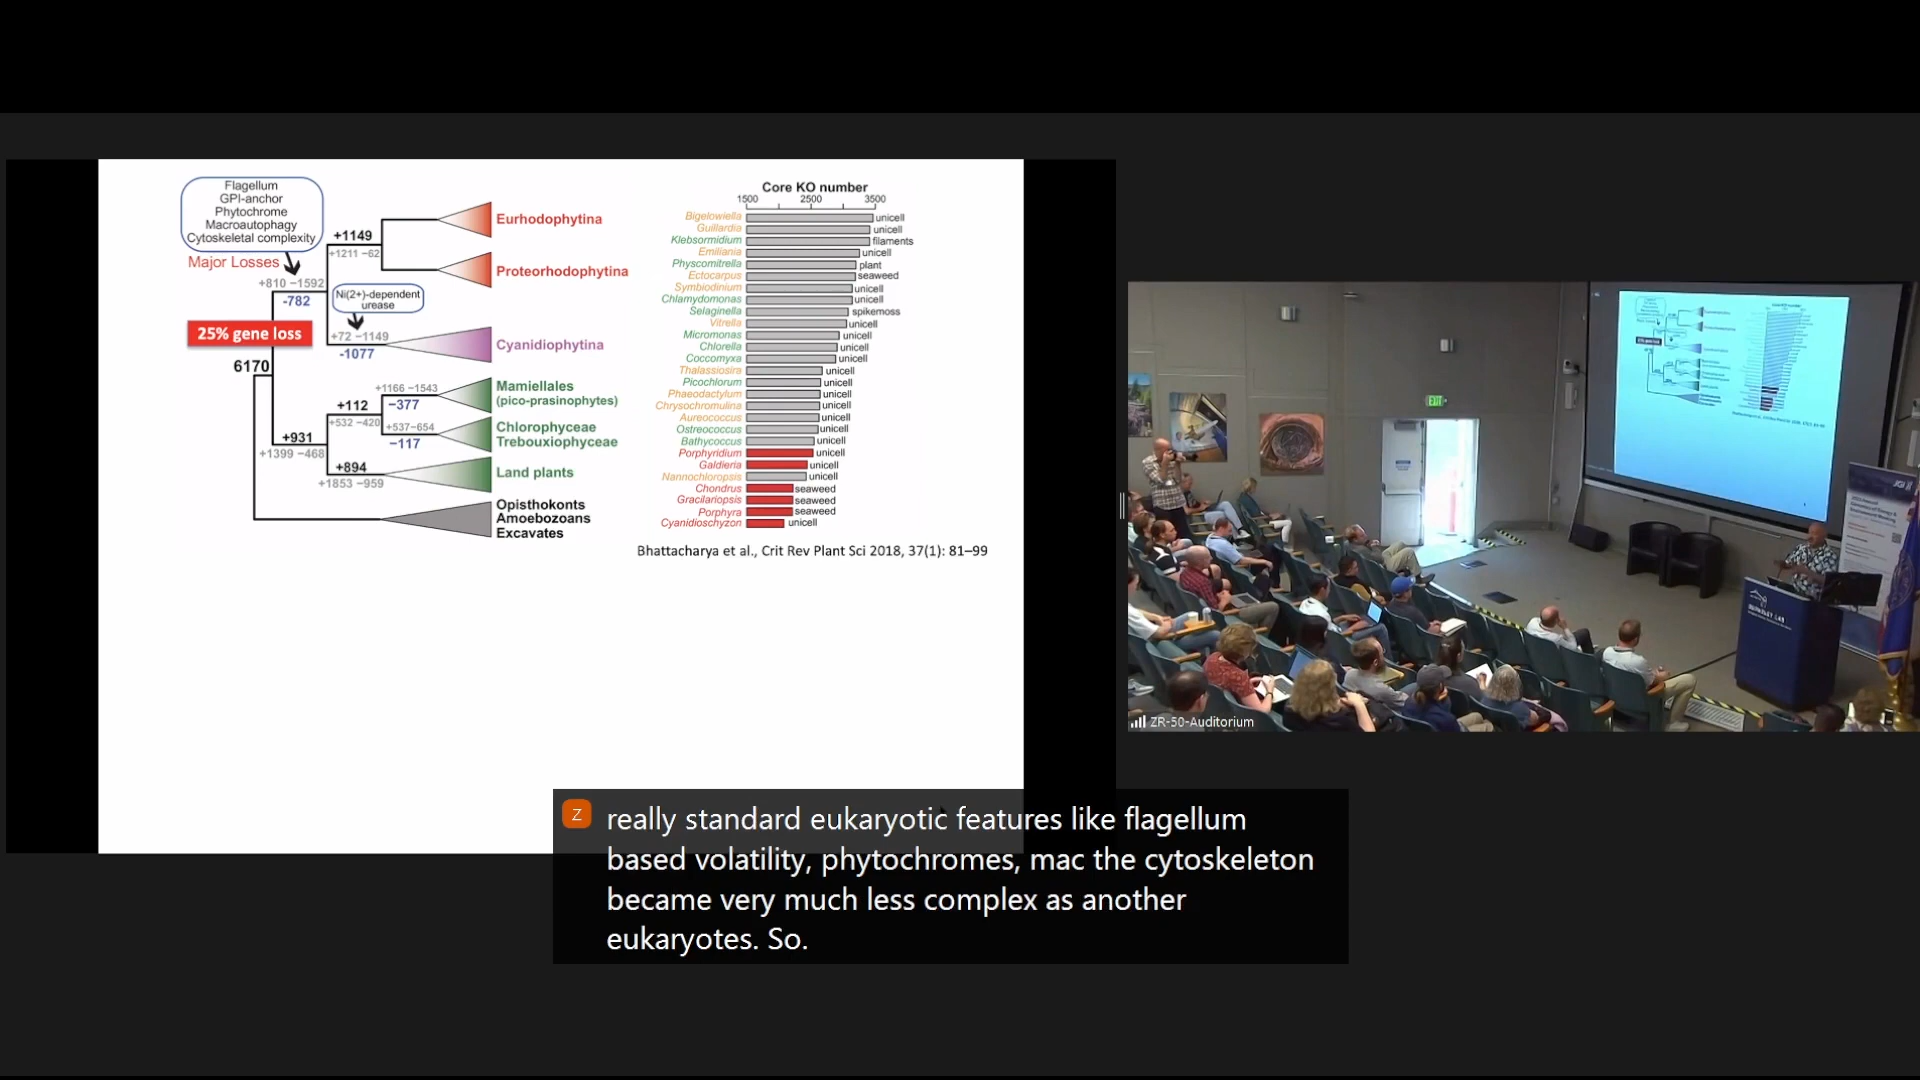 Flagellum
GPI-anchor
Phytochrome
Macroautophagy
Cytoskeletal complexity
Major Losses
+810 −1592
-782
25% gene loss
6170
+1149
+1211 −62
Ni(2+)-dependent
urease
+72 −1149
-1077
+931
+1399 −468
+112
+532 −420
+1166 −1543
−377
+537−654
−117
+894
+1853 −959
Eurhodophytina
Proteorhodophytina
Cyanidiophytina
Mamiellales
(pico-prasinophytes)
Chlorophyceae
Trebouxiophyceae
Land plants
Opisthokonts
Amoebozoans
Excavates
Core KO number
1500 2500 3500
Bigelowiella unicell
Guillardia unicell
Klebsormidium filaments
Emiliania unicell
Physcomitrella plant
Ectocarpus seaweed
Symbiodinium unicell
Chlamydomonas unicell
Selaginella spikemoss
Vitrella unicell
Micromonas unicell
Chlorella unicell
Coccomyxa unicell
Thalassiosira unicell
Picochlorum unicell
Phaeodactylum unicell
Chrysochromulina unicell
Aureococcus unicell
Ostreococcus unicell
Bathycoccus unicell
Porphyridium unicell
Galdieria unicell
Nannochloropsis unicell
Chondrus seaweed
Gracilariopsis seaweed
Porphyra seaweed
Cyanidioschyzon unicell
Bhattacharya et al., Crit Rev Plant Sci 2018, 37(1): 81–99
EXIT
JGI
BERKELEY LAB
ZR-50-Auditorium
Z
really standard eukaryotic features like flagellum
based volatility, phytochromes, mac the cytoskeleton
became very much less complex as another
eukaryotes. So.